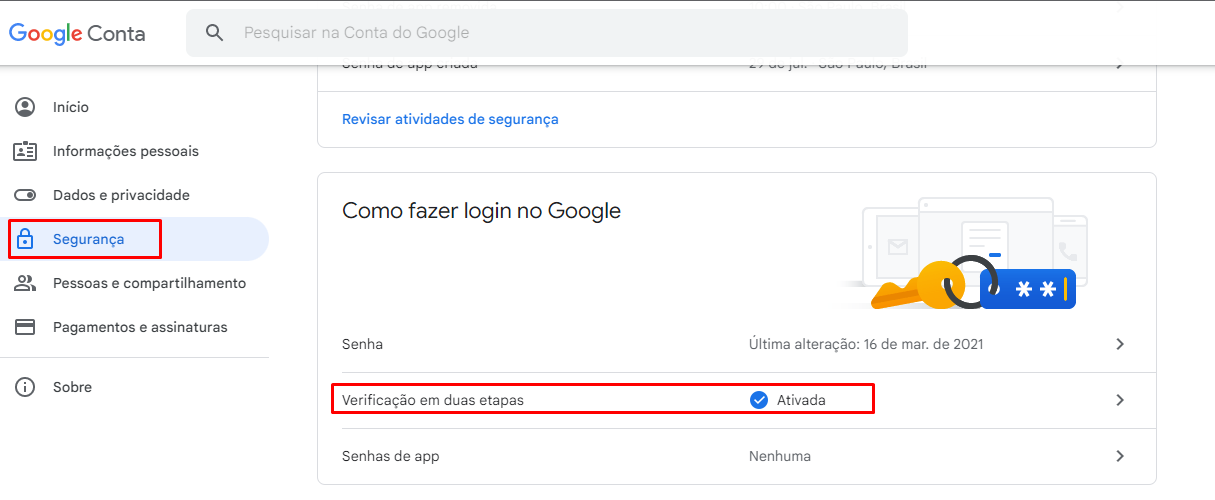 Google Conta
Pesquisar na Conta do Google
Senha de app criada 29 de jul. · São Paulo, Brasil
Revisar atividades de segurança
Início
Informações pessoais
Dados e privacidade
Segurança
Pessoas e compartilhamento
Pagamentos e assinaturas
Sobre
Como fazer login no Google
**
Senha Última alteração: 16 de mar. de 2021
Verificação em duas etapas Ativada
Senhas de app Nenhuma